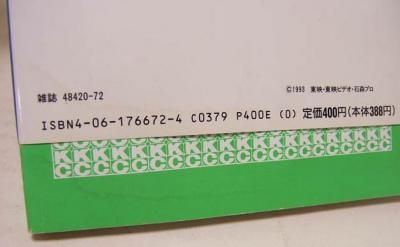 ©1993 東映・東映ビデオ・石森プロ
雑誌 48420-72
ISBN4-06-176672-4 C0379 P400E (0) 定価400円(本体388円)